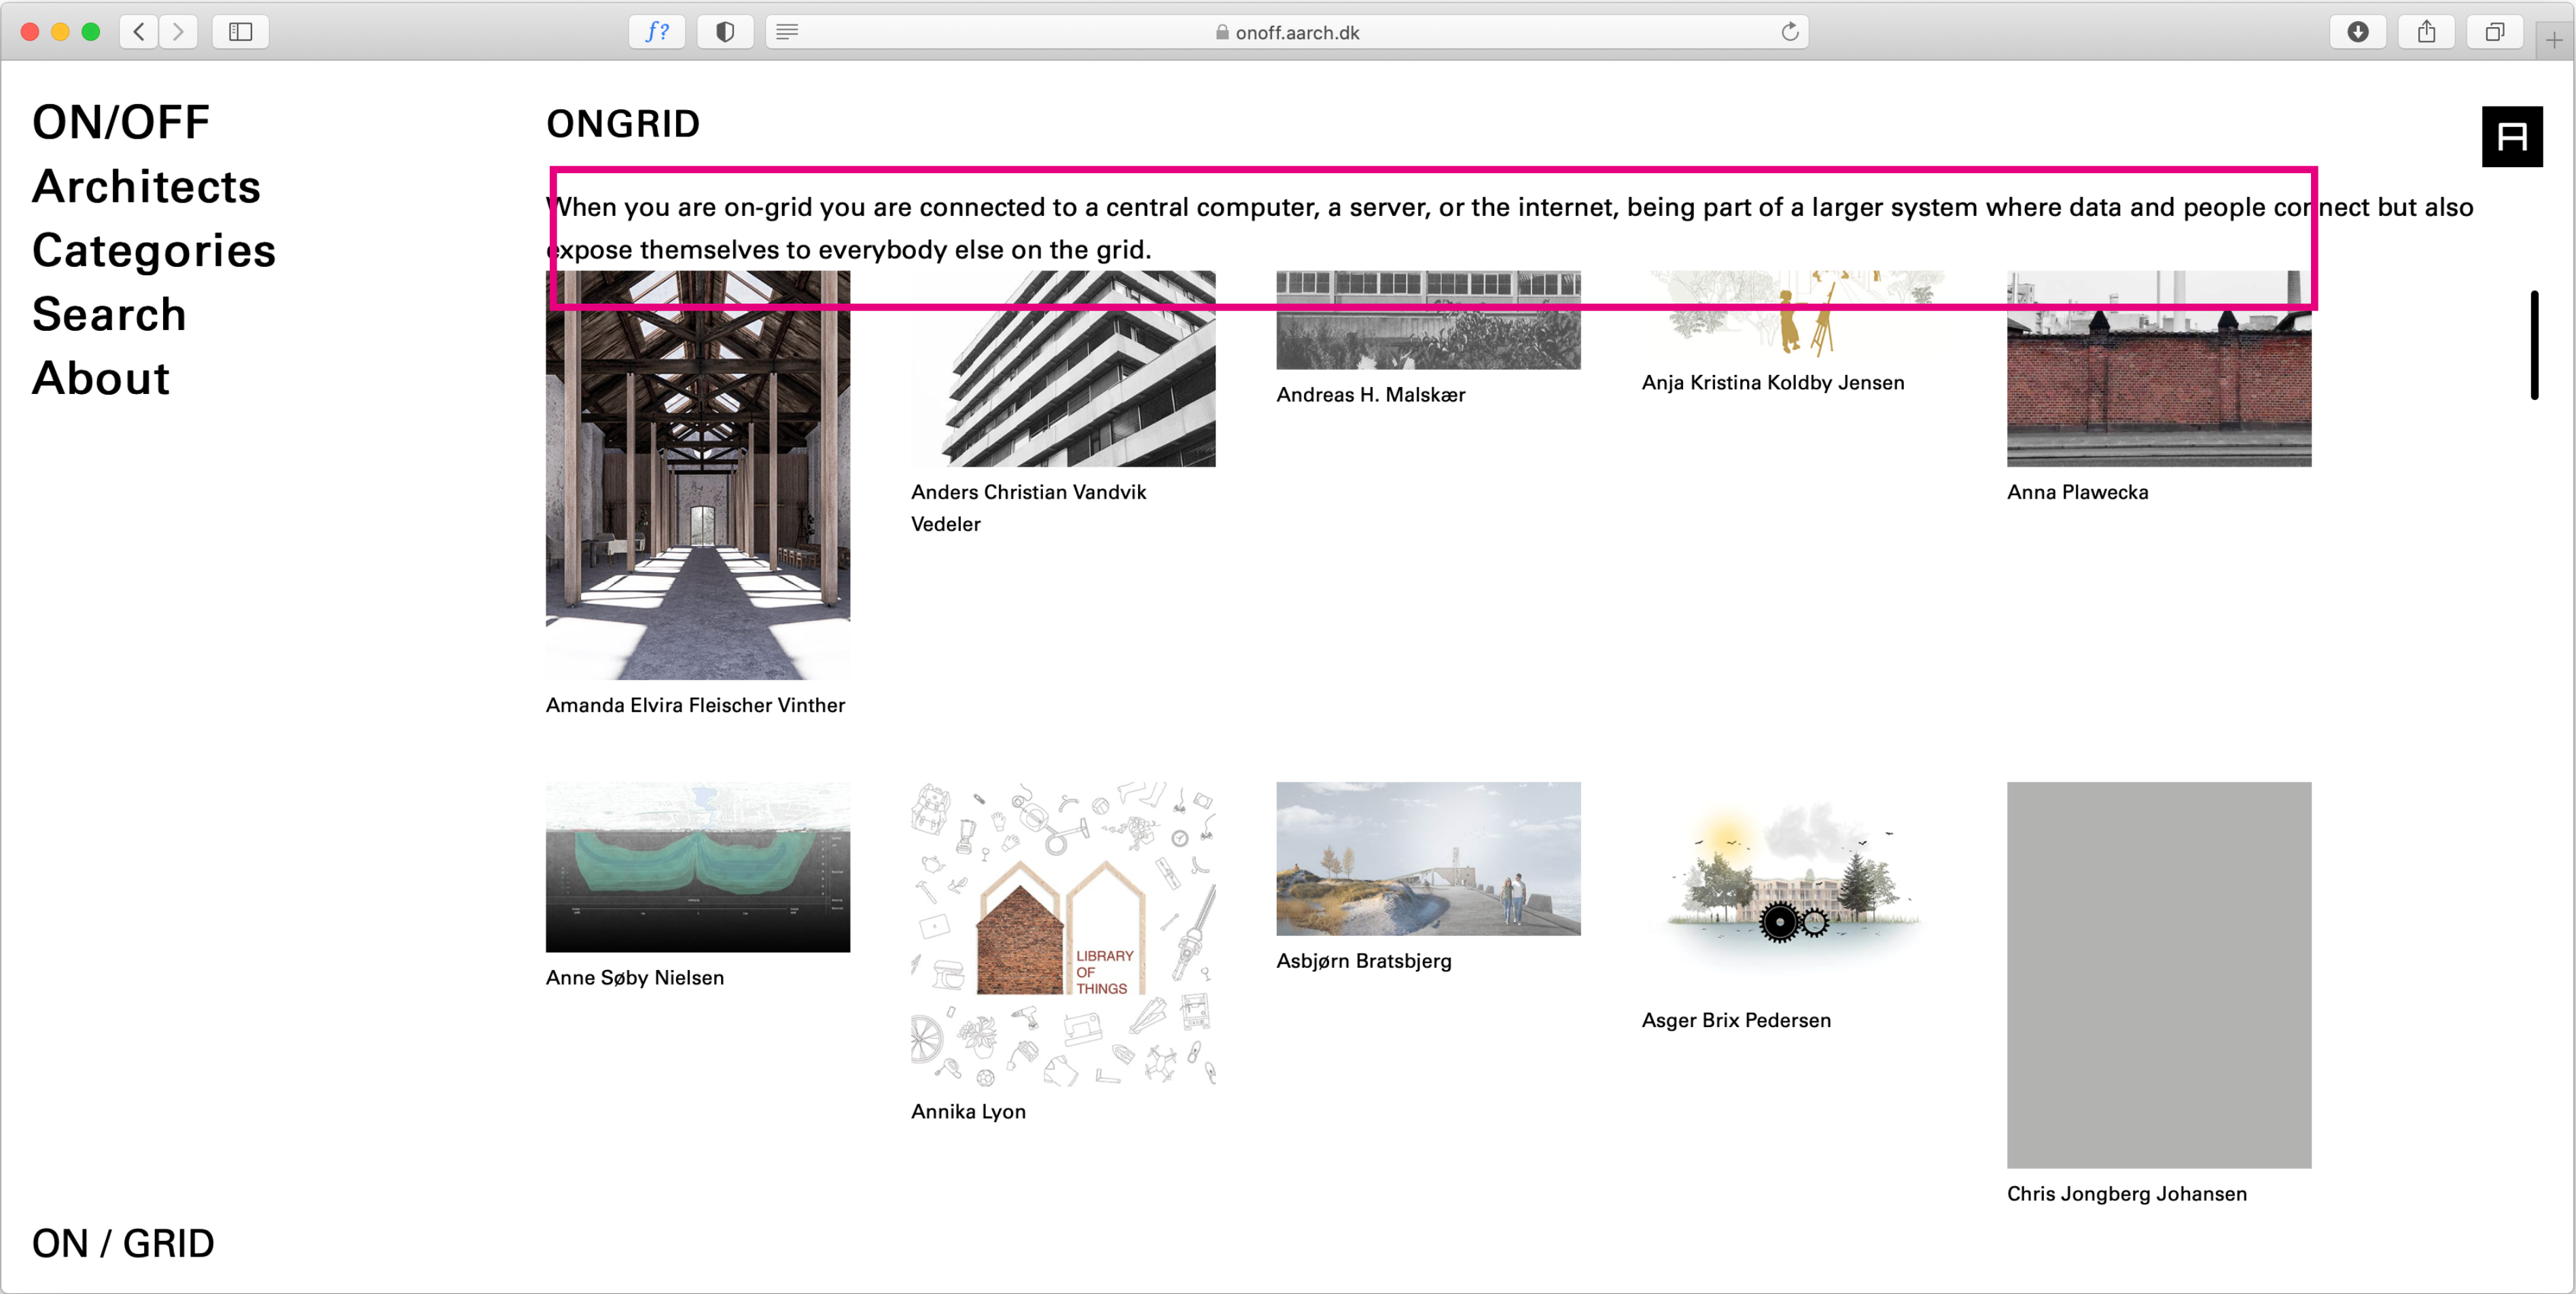 f?
onoff.aarch.dk
ON/OFF
Architects
Categories
Search
About
ON / GRID
ONGRID
When you are on-grid you are connected to a central computer, a server, or the internet, being part of a larger system where data and people connect but also
expose themselves to everybody else on the grid.
Amanda Elvira Fleischer Vinther
Anders Christian Vandvik
Vedeler
Andreas H. Malskær
Anja Kristina Koldby Jensen
Anna Plawecka
Anne Søby Nielsen
LIBRARY
OF
THINGS
Annika Lyon
Asbjørn Bratsbjerg
Asger Brix Pedersen
Chris Jongberg Johansen